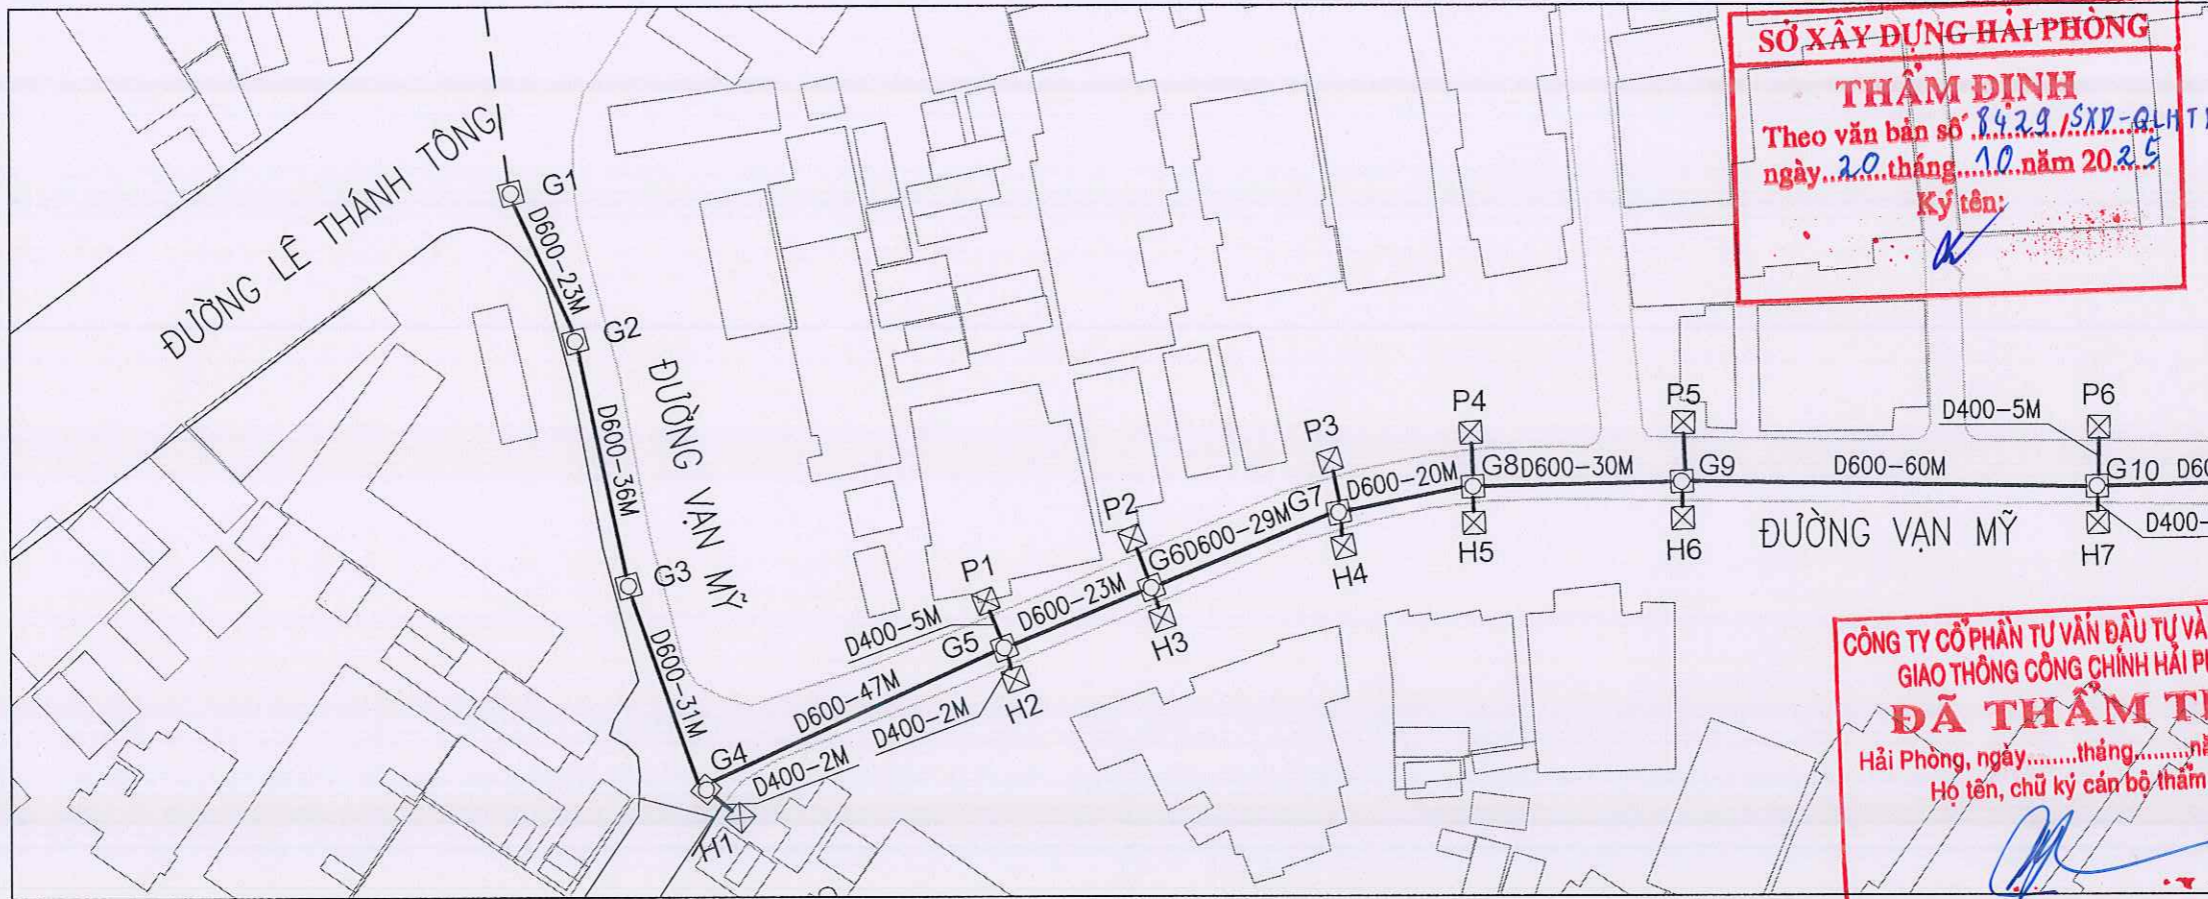 SỞ XÂY DỰNG HẢI PHÒNG
THẨM ĐỊNH
Theo văn bản số 8429/SXD-QLHT
ngày 20 tháng 10 năm 2025
Ký tên:
ĐƯỜNG LÊ THÁNH TÔNG
G1
D600-23M
G2
D600-36M
ĐƯỜNG VẠN MỸ
G3
D600-31M
G4
D400-2M
H1
D600-47M
P1
D400-5M
G5
D400-2M
H2
D600-23M
P2
G6
H3
D600-29M
P3
G7
H4
D600-20M
P4
G8
H5
D600-30M
P5
G9
H6
D600-60M
ĐƯỜNG VẠN MỸ
P6
D400-5M
G10
D60
D400-
H7
CÔNG TY CỔ PHẦN TƯ VẤN ĐẦU TƯ VÀ
GIAO THÔNG CÔNG CHÍNH HẢI
ĐÃ THẨM
Hải Phòng, ngày........tháng........
Họ tên, chữ ký cán bộ thẩm